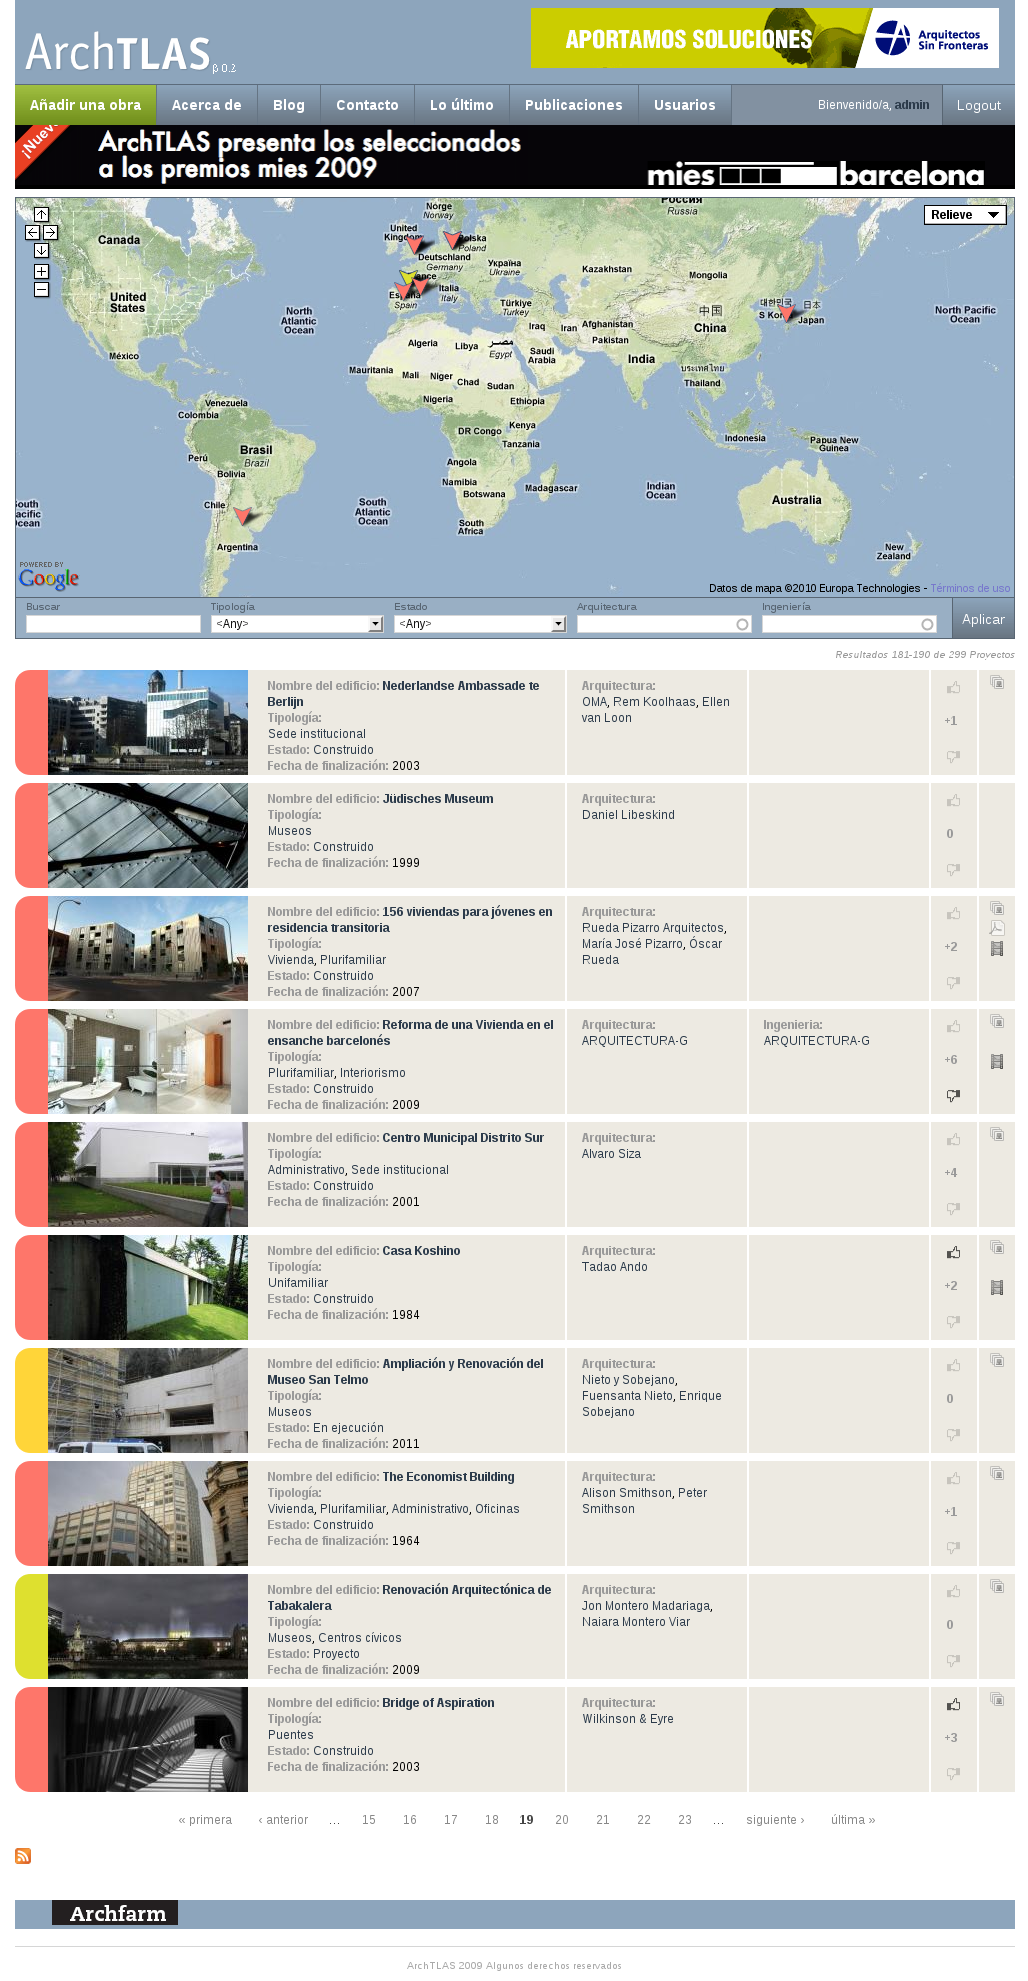 ArchTLAS β 0.2
APORTAMOS SOLUCIONES
Arquitectos
Sin Fronteras
Añadir una obra
Acerca de
Blog
Contacto
Lo último
Publicaciones
Usuarios
Bienvenido/a, admin
Logout
¡Nuevo
ArchTLAS presenta los seleccionados
a los premios mies 2009
mies barcelona
Relieve
Norge
Norway
Россия
Russia
Canada
United
Kingdom
Polska
Poland
Deutschland
Germany
Україна
Ukraine
Kazakhstan
Mongolia
United
States
North
Atlantic
Ocean
España
Spain
Italia
Italy
Türkiye
Turkey
中国
China
대한민국
S Korea
日本
Japan
North Pacific
Ocean
Iraq
Iran
Afghanistan
Pakistan
México
Algeria
Libya
مصر
Egypt
Saudi
Arabia
India
ประเทศไทย
Thailand
Mauritania
Mali
Niger
Chad
Sudan
Nigeria
Ethiopia
Venezuela
Colombia
DR Congo
Kenya
Tanzania
Indonesia
Papua New
Guinea
Brasil
Brazil
Perú
Bolivia
Angola
Namibia
Botswana
Madagascar
Indian
Ocean
Australia
Chile
South
Atlantic
Ocean
South
Africa
Argentina
New
Zealand
POWERED BY
Google
Datos de mapa ©2010 Europa Technologies - Términos de uso
Buscar
Tipología
Estado
Arquitectura
Ingeniería
<Any>
<Any>
Aplicar
Resultados 181-190 de 299 Proyectos
Nombre del edificio: Nederlandse Ambassade te
Berlijn
Tipología:
Sede institucional
Estado: Construido
Fecha de finalización: 2003
Arquitectura:
OMA, Rem Koolhaas, Ellen
van Loon
+1
Nombre del edificio: Jüdisches Museum
Tipología:
Museos
Estado: Construido
Fecha de finalización: 1999
Arquitectura:
Daniel Libeskind
0
Nombre del edificio: 156 viviendas para jóvenes en
residencia transitoria
Tipología:
Vivienda, Plurifamiliar
Estado: Construido
Fecha de finalización: 2007
Arquitectura:
Rueda Pizarro Arquitectos,
María José Pizarro, Óscar
Rueda
+2
Nombre del edificio: Reforma de una Vivienda en el
ensanche barcelonés
Tipología:
Plurifamiliar, Interiorismo
Estado: Construido
Fecha de finalización: 2009
Arquitectura:
ARQUITECTURA-G
Ingenieria:
ARQUITECTURA-G
+6
Nombre del edificio: Centro Municipal Distrito Sur
Tipología:
Administrativo, Sede institucional
Estado: Construido
Fecha de finalización: 2001
Arquitectura:
Alvaro Siza
+4
Nombre del edificio: Casa Koshino
Tipología:
Unifamiliar
Estado: Construido
Fecha de finalización: 1984
Arquitectura:
Tadao Ando
+2
Nombre del edificio: Ampliación y Renovación del
Museo San Telmo
Tipología:
Museos
Estado: En ejecución
Fecha de finalización: 2011
Arquitectura:
Nieto y Sobejano,
Fuensanta Nieto, Enrique
Sobejano
0
Nombre del edificio: The Economist Building
Tipología:
Vivienda, Plurifamiliar, Administrativo, Oficinas
Estado: Construido
Fecha de finalización: 1964
Arquitectura:
Alison Smithson, Peter
Smithson
+1
Nombre del edificio: Renovación Arquitectónica de
Tabakalera
Tipología:
Museos, Centros cívicos
Estado: Proyecto
Fecha de finalización: 2009
Arquitectura:
Jon Montero Madariaga,
Naiara Montero Viar
0
Nombre del edificio: Bridge of Aspiration
Tipología:
Puentes
Estado: Construido
Fecha de finalización: 2003
Arquitectura:
Wilkinson & Eyre
+3
« primera ‹ anterior … 15 16 17 18 19 20 21 22 23 … siguiente › última »
Archfarm
ArchTLAS 2009 Algunos derechos reservados